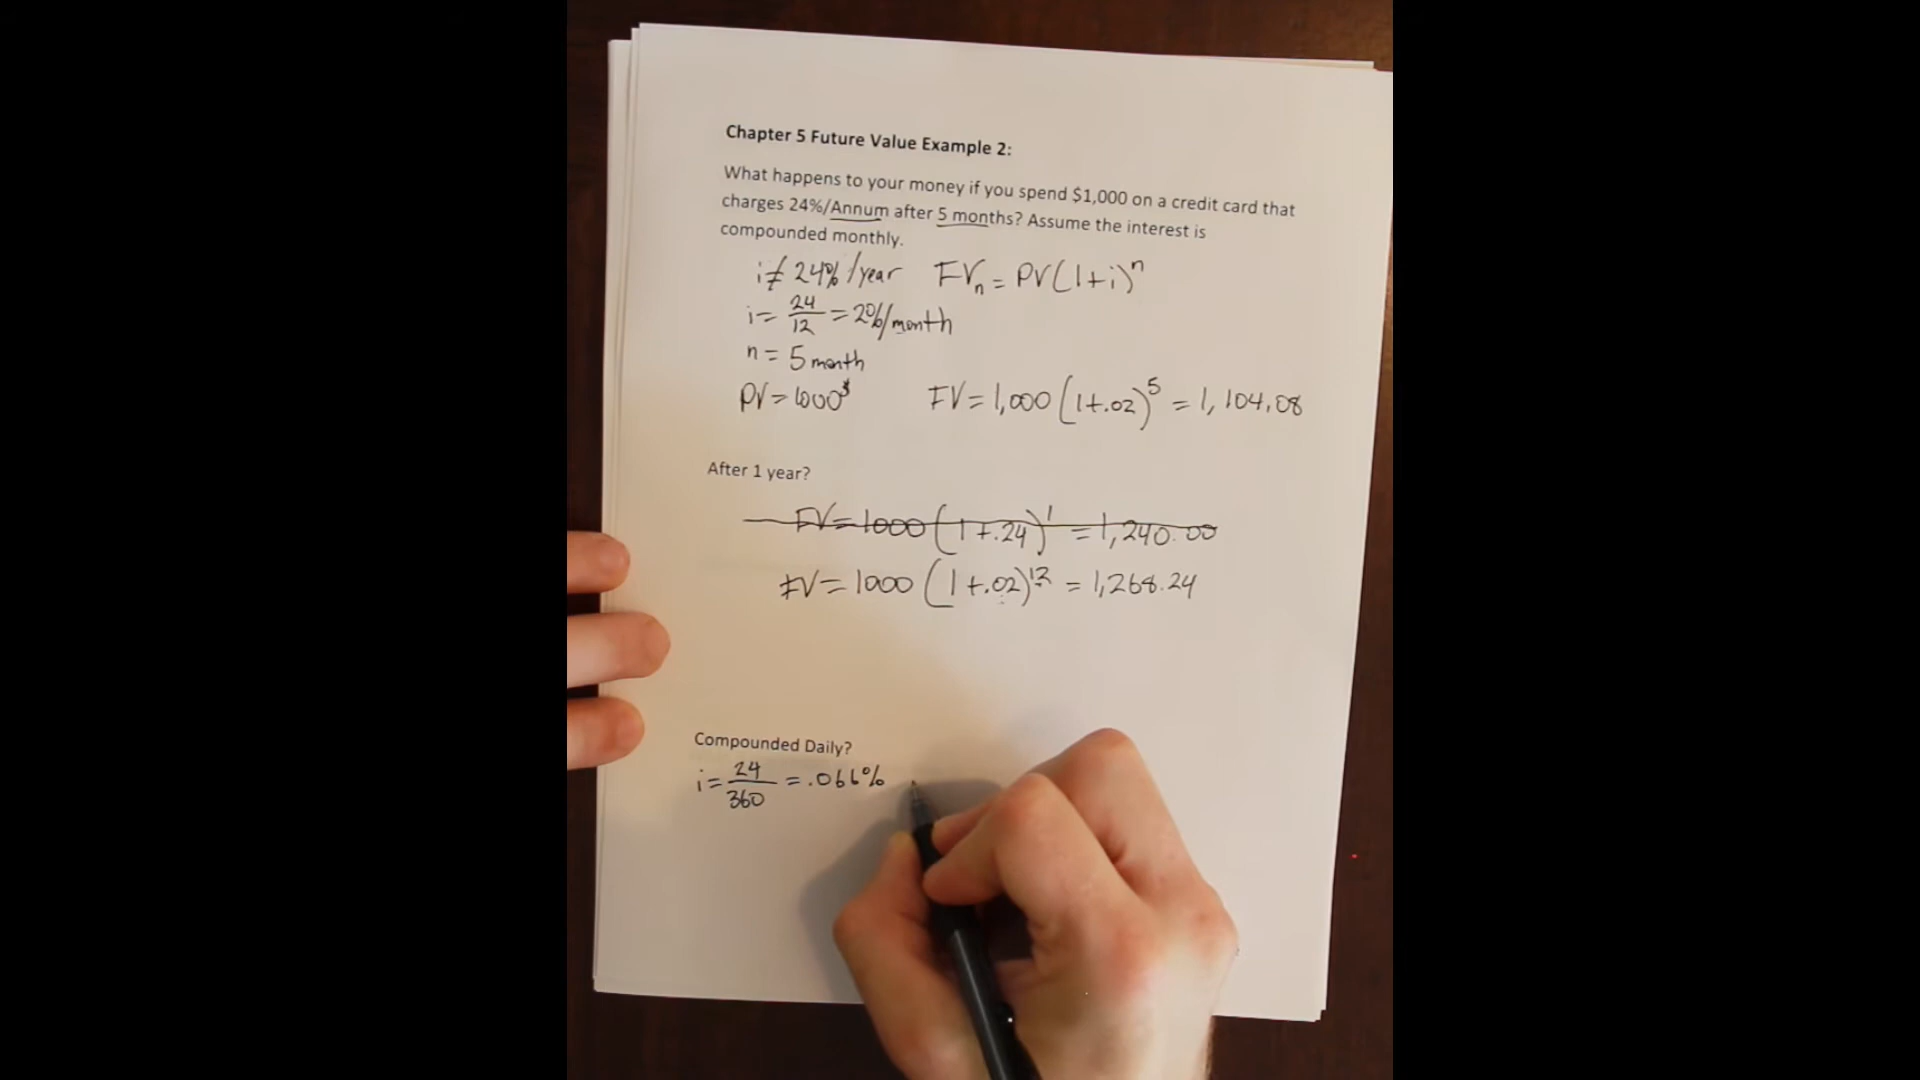 Chapter 5 Future Value Example 2:
What happens to your money if you spend $1,000 on a credit card that
charges 24%/Annum after 5 months? Assume the interest is
compounded monthly.
i ≠ 24%/year FVₙ = PV(1+i)ⁿ
i = 24/12 = 2%/month
n = 5 month
PV = 1000$ FV = 1,000 (1+.02)^5 = 1,104.08
After 1 year?
FV = 1000 (1+.24)^1 = 1,240.00
FV = 1000 (1+.02)^12 = 1,268.24
Compounded Daily?
i = 24/360 = .066%